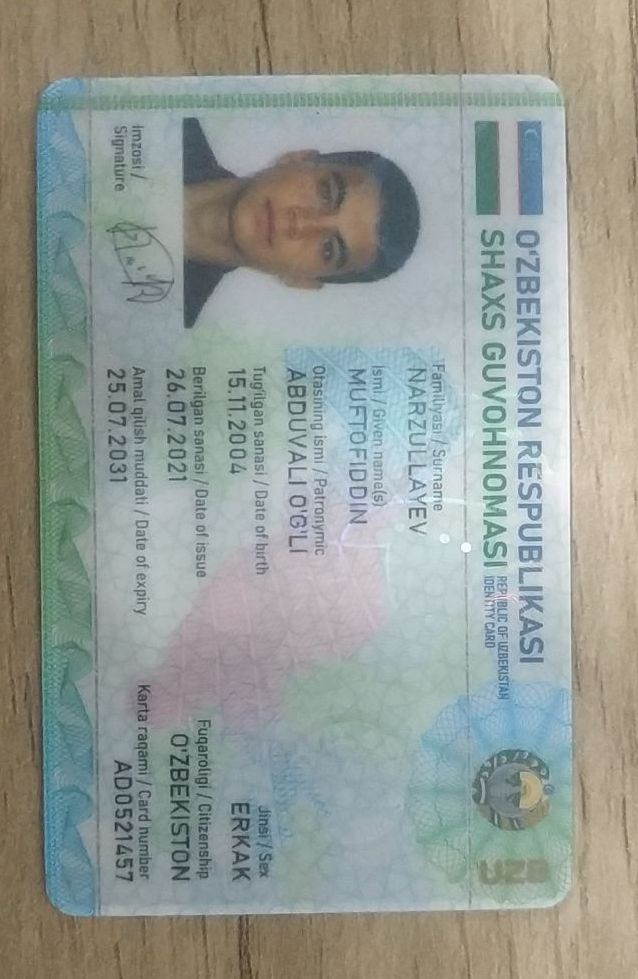 O'ZBEKISTON RESPUBLIKASI
SHAXS GUVOHNOMASI
REPUBLIC OF UZBEKISTAN
IDENTITY CARD
UZB
Familiyasi / Surname
NARZULLAYEV
Ismi / Given name(s)
MUFTOFIDDIN
Otasining ismi / Patronymic
ABDUVALI O'G'LI
Tug'ilgan sanasi / Date of birth
15.11.2004
Jinsi / Sex
ERKAK
Berilgan sanasi / Date of issue
26.07.2021
Fuqaroligi / Citizenship
O'ZBEKISTON
Amal qilish muddati / Date of expiry
25.07.2031
Karta raqami / Card number
AD0521457
Imzosi /
Signature